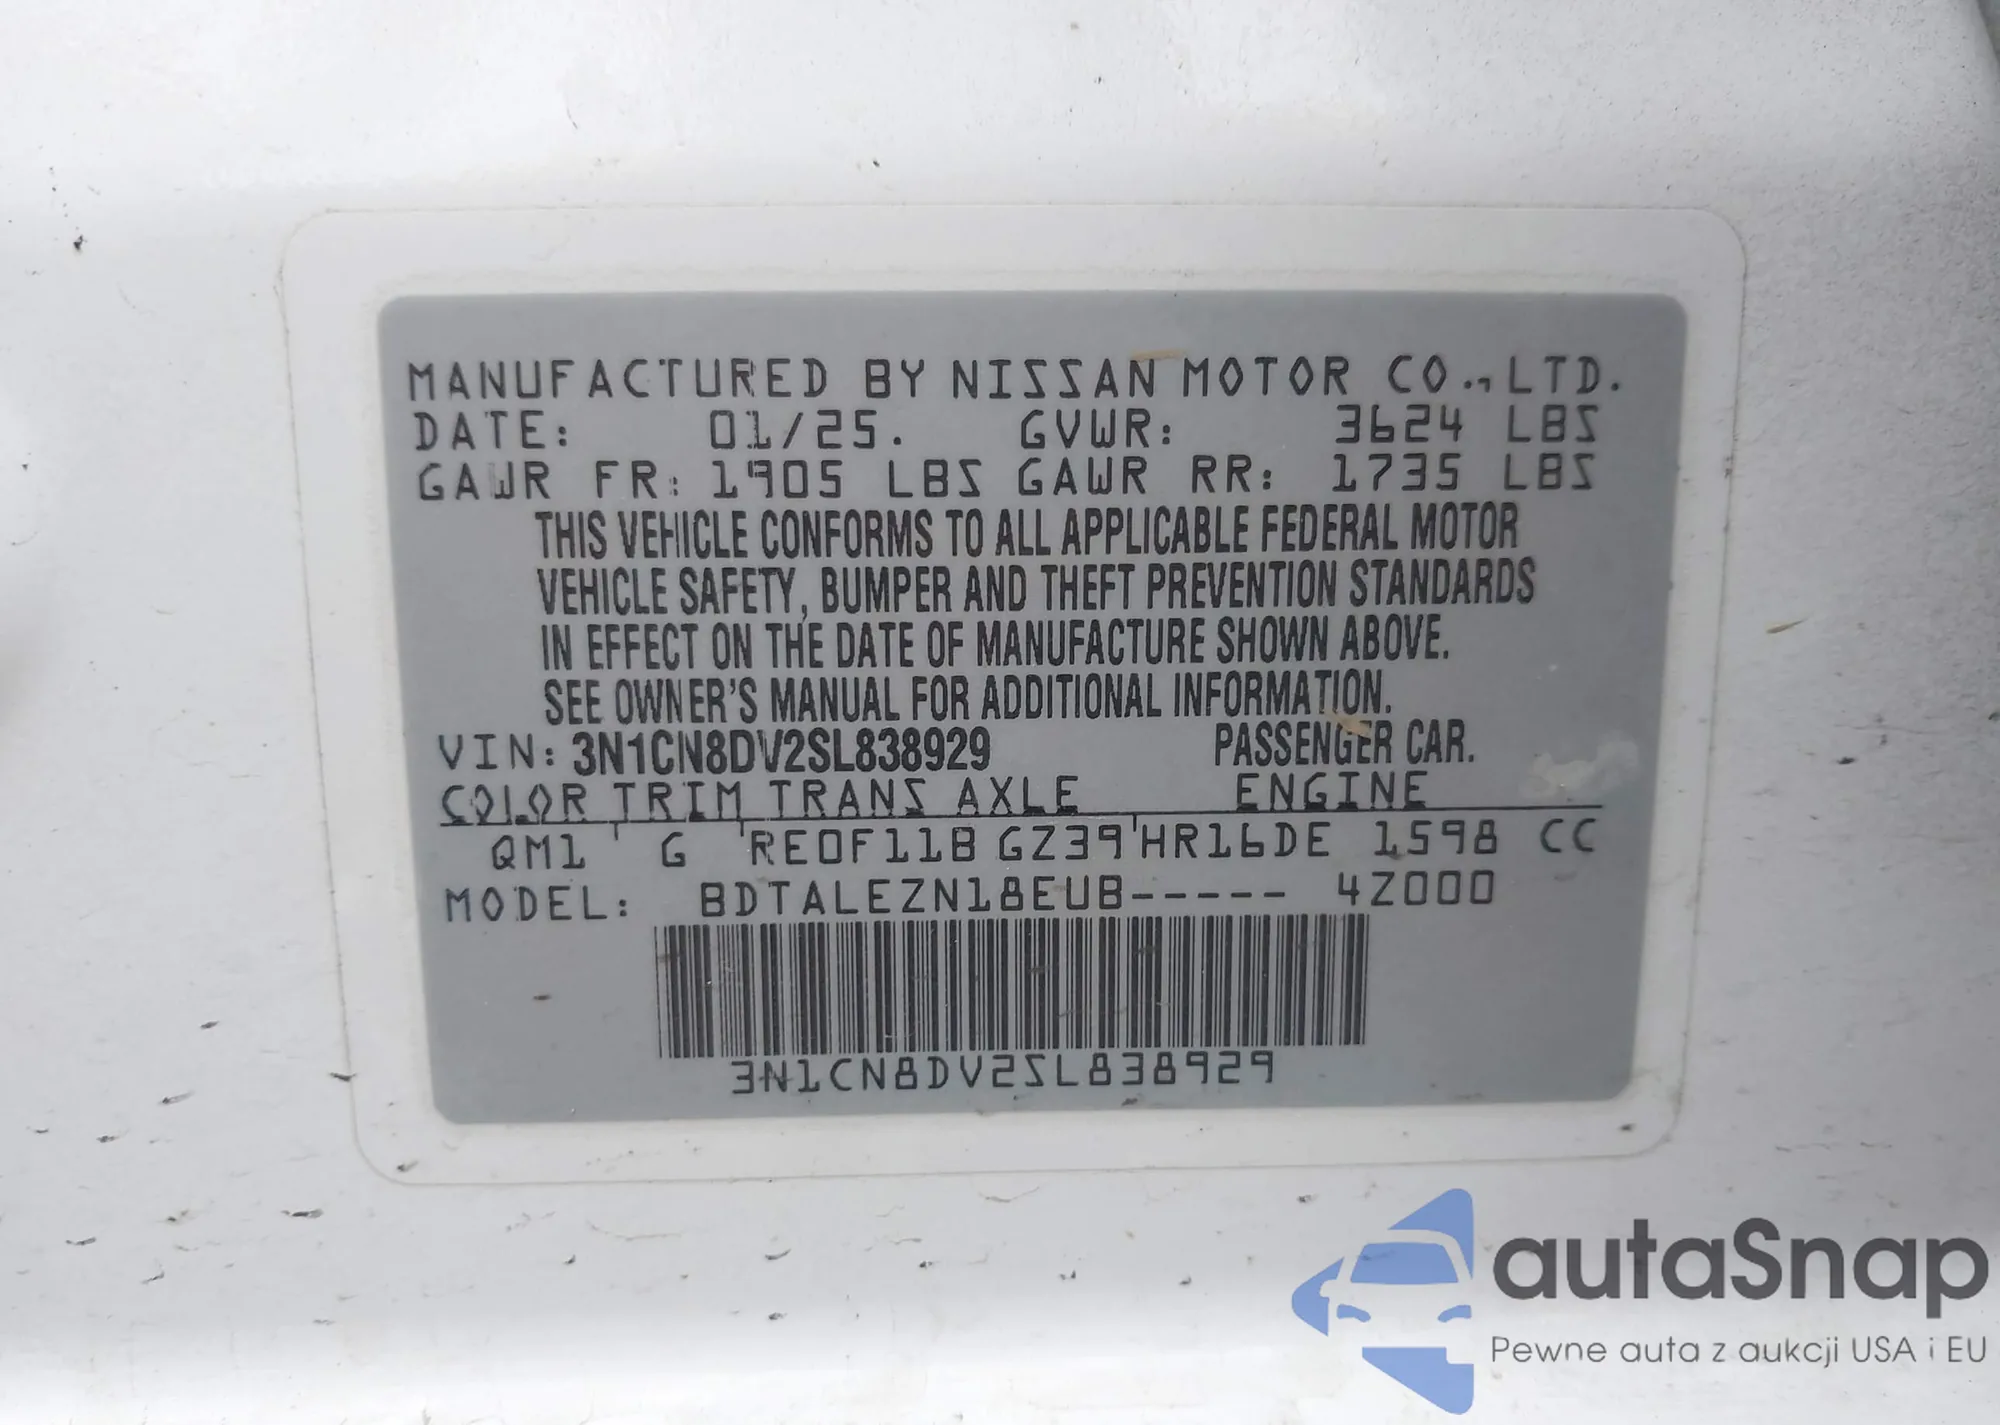 MANUFACTURED BY NISSAN MOTOR CO., LTD.
DATE: 01/25. GVWR: 3624 LBS
GAWR FR: 1905 LBS GAWR RR: 1735 LBS
THIS VEHICLE CONFORMS TO ALL APPLICABLE FEDERAL MOTOR
VEHICLE SAFETY, BUMPER AND THEFT PREVENTION STANDARDS
IN EFFECT ON THE DATE OF MANUFACTURE SHOWN ABOVE.
SEE OWNER'S MANUAL FOR ADDITIONAL INFORMATION.
VIN: 3N1CN8DV2SL838929 PASSENGER CAR.
COLOR TRIM TRANS AXLE ENGINE
QM1 G RE0F11B GZ39 HR16DE 1598 CC
MODEL: BDTALEZN18EUB----- 4Z000
3N1CN8DV2SL838929
autaSnap
Pewne auta z aukcji USA i EU